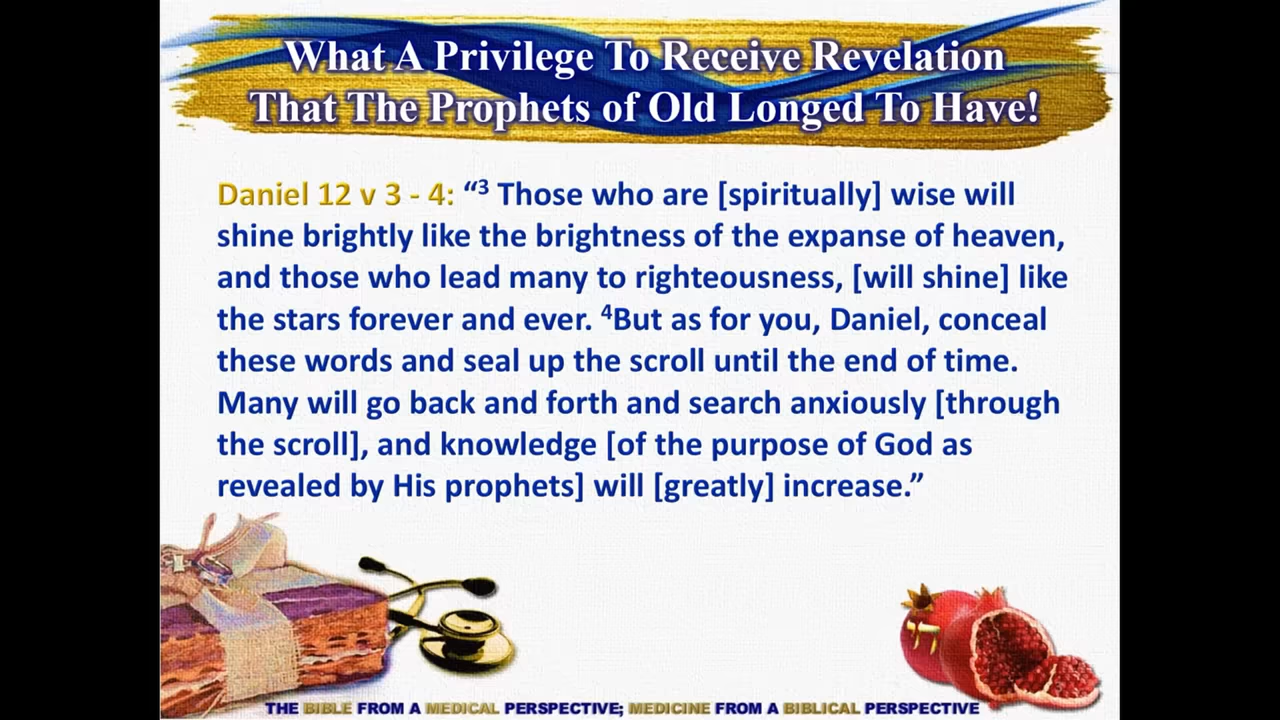 What A Privilege To Receive Revelation
That The Prophets of Old Longed To Have!
Daniel 12 v 3 - 4: “³ Those who are [spiritually] wise will
shine brightly like the brightness of the expanse of heaven,
and those who lead many to righteousness, [will shine] like
the stars forever and ever. ⁴But as for you, Daniel, conceal
these words and seal up the scroll until the end of time.
Many will go back and forth and search anxiously [through
the scroll], and knowledge [of the purpose of God as
revealed by His prophets] will [greatly] increase.”
THE BIBLE FROM A MEDICAL PERSPECTIVE; MEDICINE FROM A BIBLICAL PERSPECTIVE